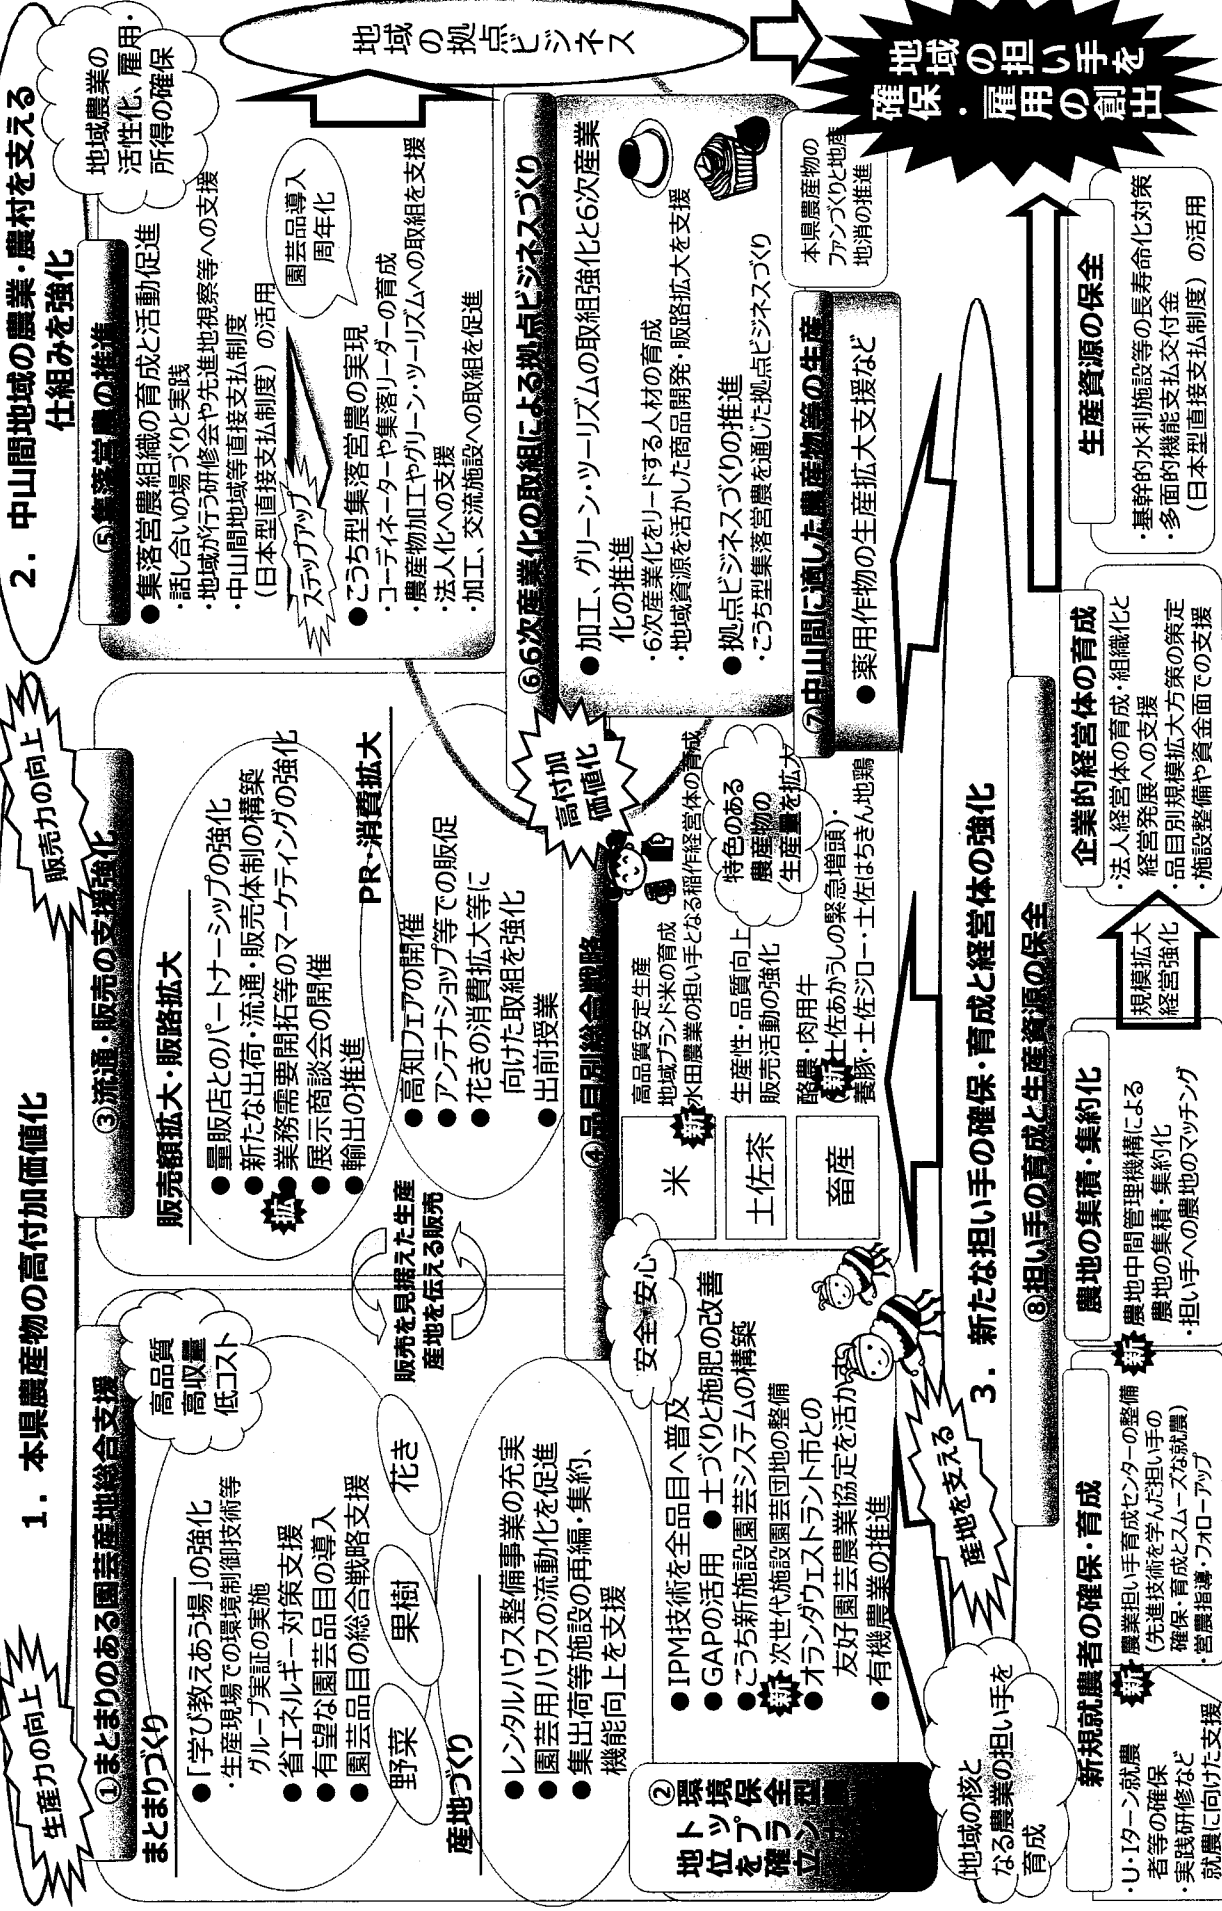 1．本県農産物の高付加価値化
生産力の向上
①まとまりのある園芸産地総合支援
高品質
高収量
低コスト
まとまりづくり
●「学び教えあう場」の強化
・生産現場での環境制御技術等
グループ実証の実施
●省エネルギー対策支援
●有望な園芸品目の導入
●園芸品目の総合戦略支援
野菜
果樹
花き
産地づくり
●レンタルハウス整備事業の充実
●園芸用ハウスの流動化を促進
●集出荷等施設の再編・集約、
機能向上を支援
販売を見据えた生産
産地を伝える販売
販売力の向上
③流通・販売の支援強化
販売額拡大・販路拡大
●量販店とのパートナーシップの強化
●新たな出荷・流通・販売体制の構築
拡
●業務需要開拓等のマーケティングの強化
●展示商談会の開催
●輸出の推進
PR・消費拡大
●高知フェアの開催
●アンテナショップ等での販促
●花きの消費拡大等に
向けた取組を強化
●出前授業
②環境保全型
トップランナー
地位を確立
安全・安心
●IPM技術を全品目へ普及
●GAPの活用 ●土づくりと施肥の改善
●こうち新施設園芸システムの構築
新
次世代施設園芸団地の整備
●オランダウェストラント市との
友好園芸農業協定を活かす
●有機農業の推進
④品目別総合戦略
高付加
価値化
米
高品質安定生産
地域ブランド米の育成
新
水田農業の担い手となる稲作経営体の育成
土佐茶
生産性・品質向上
販売活動の強化
特色のある
農産物の
生産量を拡大
畜産
酪農・肉用牛
新
(土佐あかうしの緊急増頭)・
養豚・土佐ジロー・土佐はちきん地鶏
2．中山間地域の農業・農村を支える
仕組みを強化
地域農業の
活性化、雇用・
所得の確保
⑤集落営農の推進
●集落営農組織の育成と活動促進
・話し合いの場づくりと実践
・地域が行う研修会や先進地視察等への支援
・中山間地域等直接支払制度
（日本型直接支払制度）の活用
ステップアップ
園芸品導入
周年化
●こうち型集落営農の実現
・コーディネーターや集落リーダーの育成
・農産物加工やグリーン・ツーリズムへの取組を支援
・法人化への支援
・加工、交流施設への取組を促進
地域の拠点ビジネス
⑥6次産業化の取組による拠点ビジネスづくり
●加工、グリーン・ツーリズムの取組強化と6次産業
化の推進
・6次産業化をリードする人材の育成
・地域資源を活かした商品開発・販路拡大を支援
●拠点ビジネスづくりの推進
・こうち型集落営農を通じた拠点ビジネスづくり
本県農産物の
ファンづくりと地産
地消の推進
⑦中山間に適した農産物等の生産
●薬用作物の生産拡大支援など
地域の担い手を
確保・雇用の創出
産地を支える
3．新たな担い手の確保・育成と経営体の強化
⑧担い手の育成と生産資源の保全
地域の核と
なる農業の担い手を
育成
新規就農者の確保・育成
・U・Iターン就農
者等の確保
・実践研修など
就農に向けた支援
新
農業担い手育成センターの整備
（先進技術を学んだ担い手の
確保・育成とスムーズな就農）
・営農指導・フォローアップ
農地の集積・集約化
新
農地中間管理機構による
農地の集積・集約化
・担い手への農地のマッチング
規模拡大
経営強化
企業的経営体の育成
・法人経営体の育成・組織化と
経営発展への支援
・品目別規模拡大方策の策定
・施設整備や資金面での支援
生産資源の保全
・基幹的水利施設等の長寿命化対策
・多面的機能支払交付金
（日本型直接支払制度）の活用